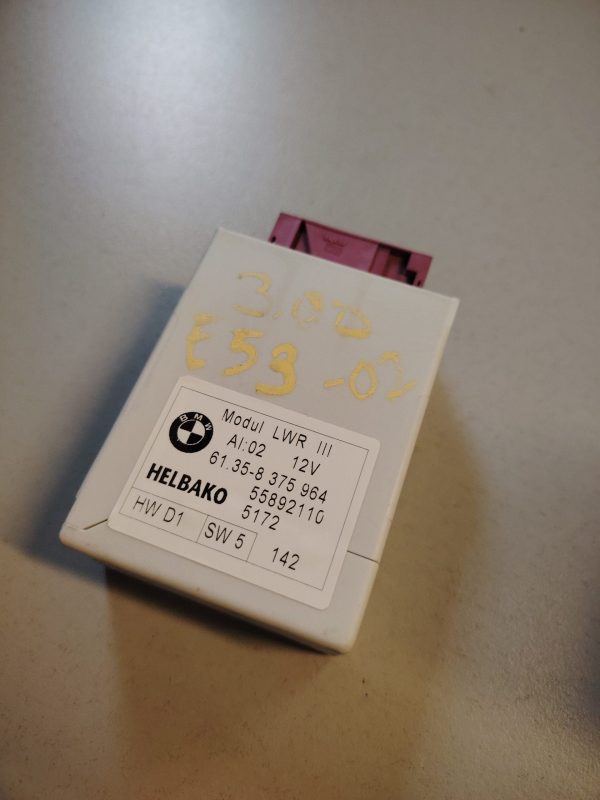 3.0D
E53 -02
BMW
Modul LWR III
AI:02 12V
61.35-8 375 964
HELBAKO 55892110
5172
HW D1 SW 5 142